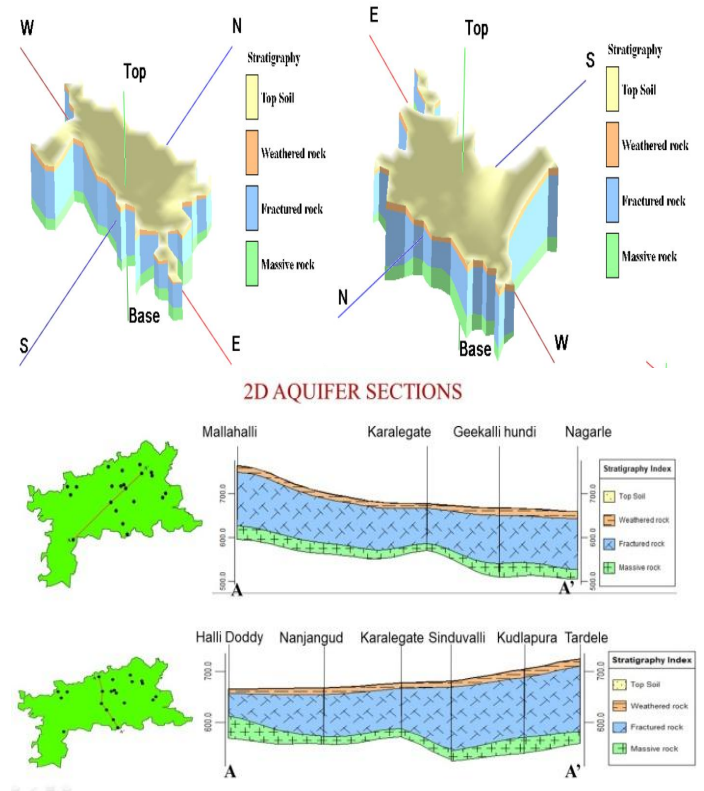 W
N
Top
Stratigraphy
Top Soil
Weathered rock
Fractured rock
Massive rock
Base
S
E
E
Top
S
Stratigraphy
Top Soil
Weathered rock
Fractured rock
Massive rock
N
Base
W
2D AQUIFER SECTIONS
Mallahalli Karalegate Geekalli hundi Nagarle
700.0 700.0
600.0 600.0
500.0 500.0
A A'
Stratigraphy Index
Top Soil
Weathered rock
Fractured rock
Massive rock
Halli Doddy Nanjangud Karalegate Sinduvalli Kudlapura Tardele
700.0 700.0
600.0 600.0
A A'
Stratigraphy Index
Top Soil
Weathered rock
Fractured rock
Massive rock